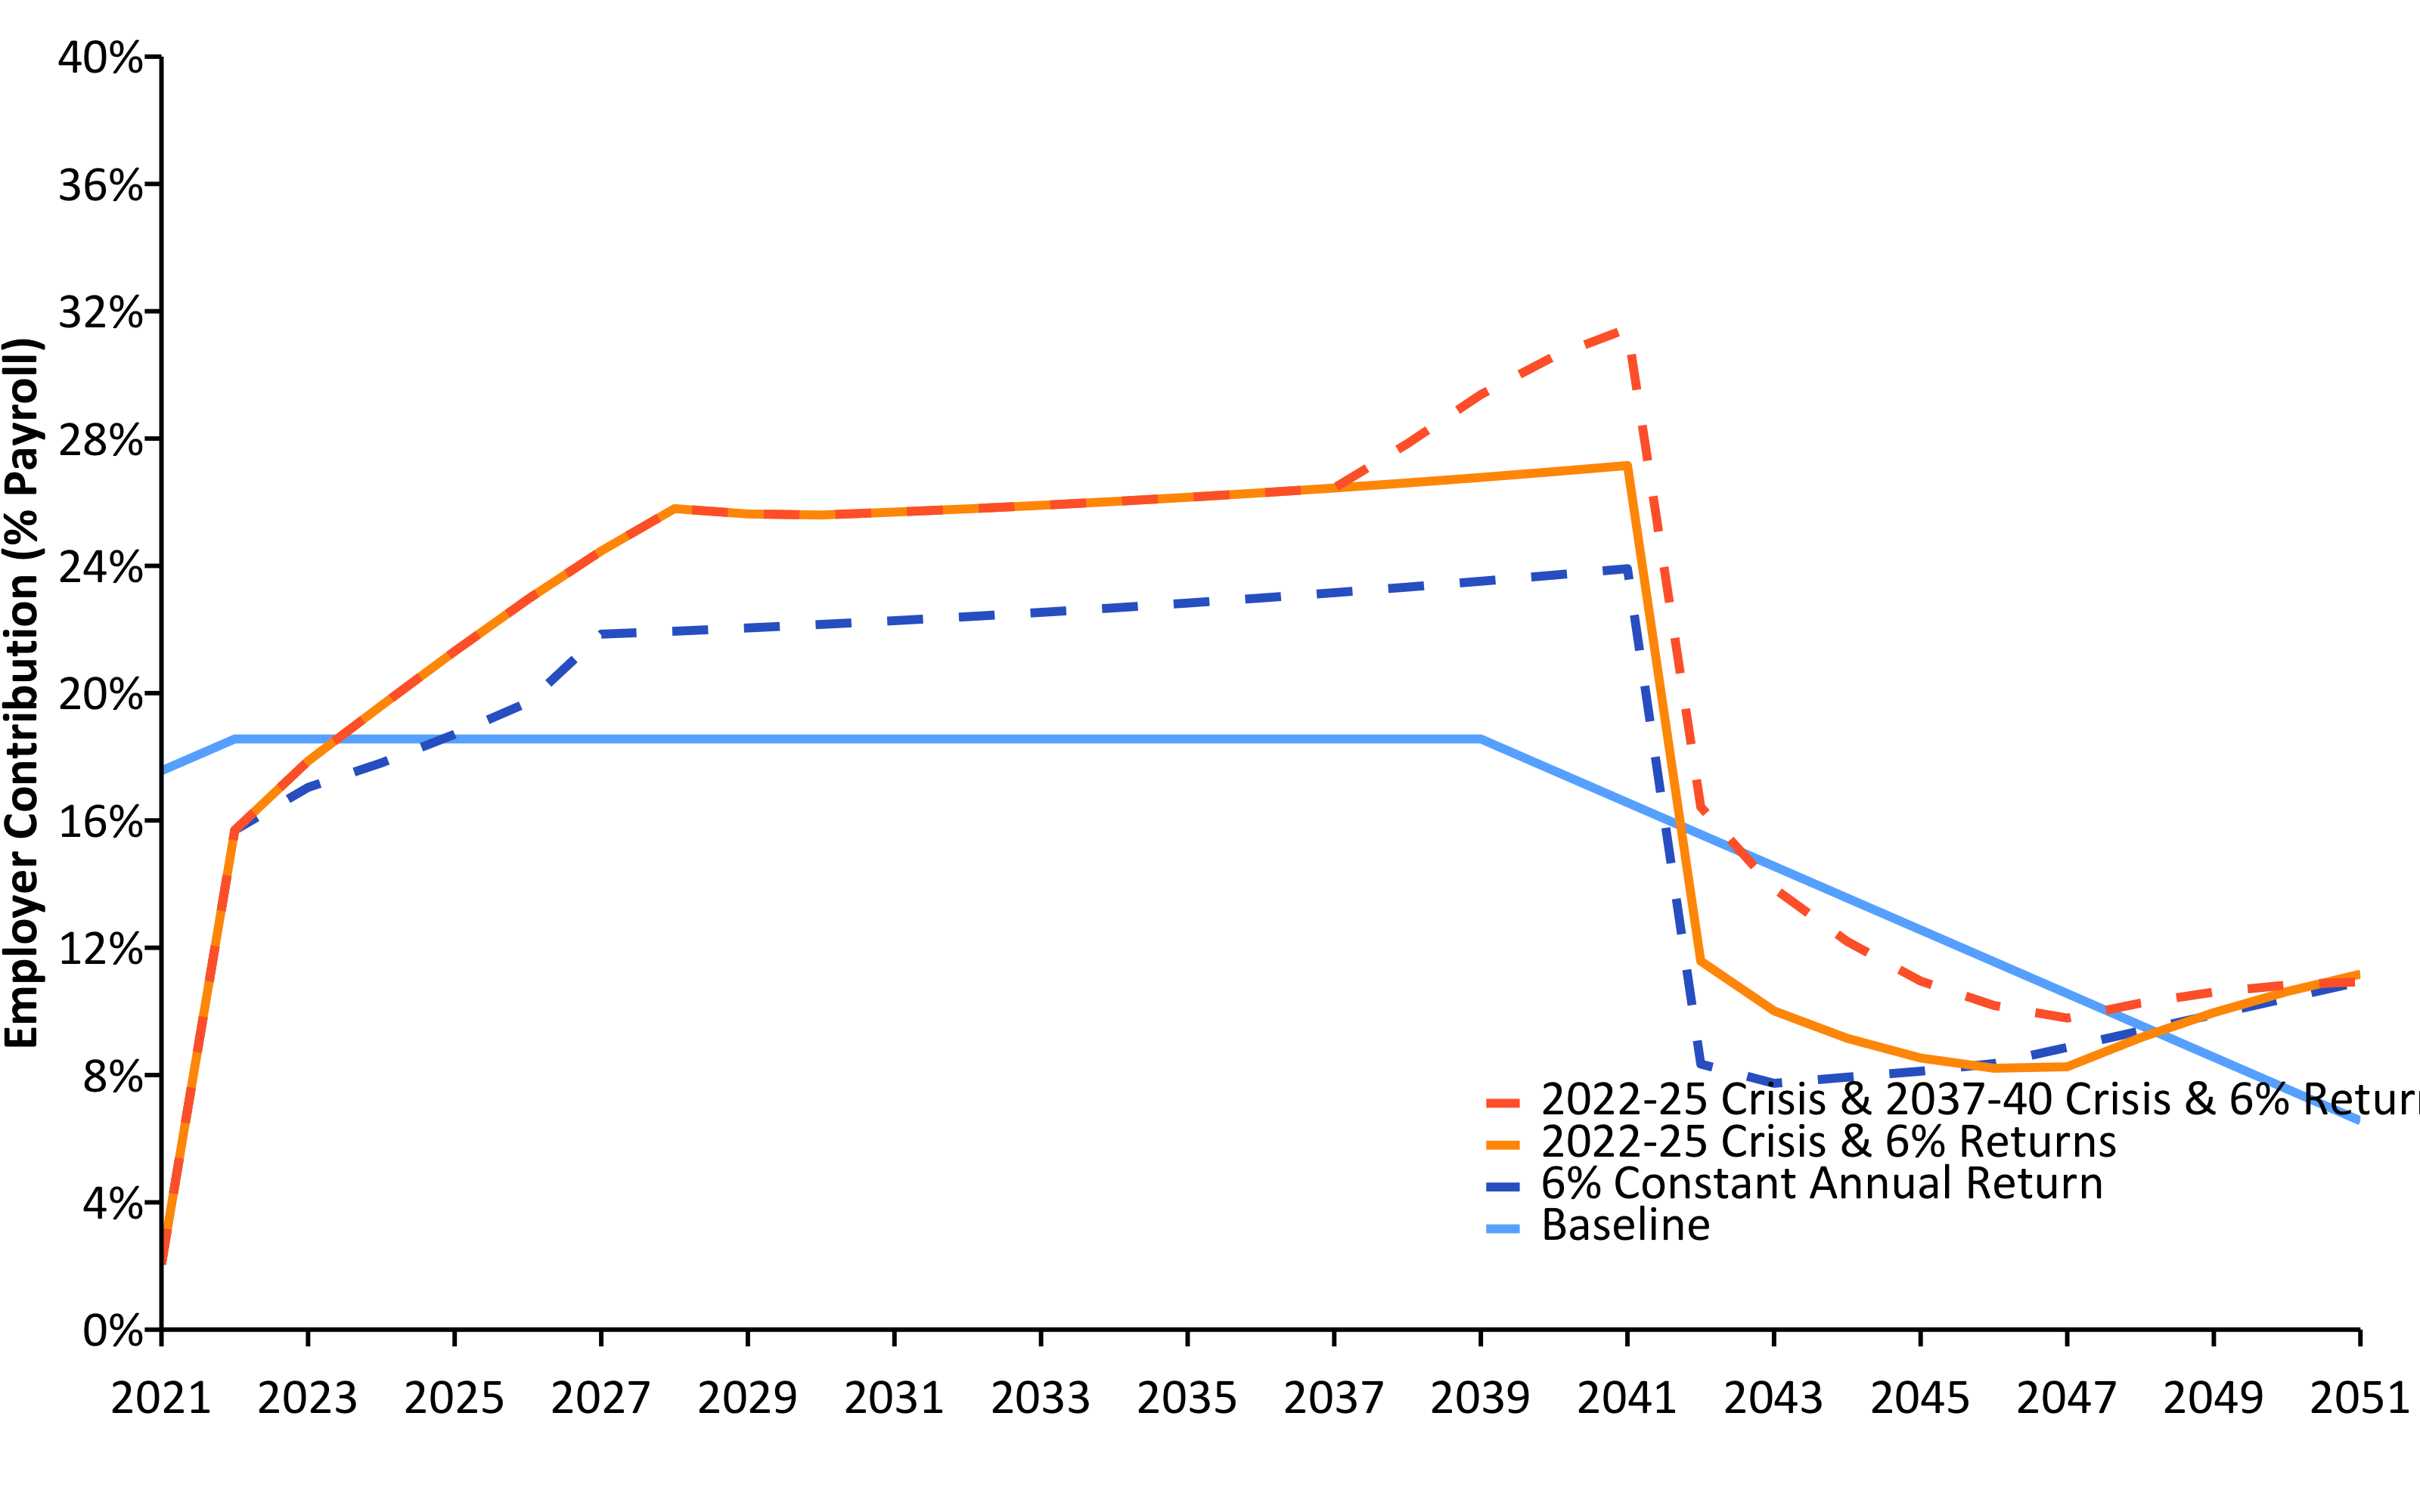 40%
36%
32%
28%
24%
20%
16%
12%
8%
4%
0%
Employer Contribution (% Payroll)
2022-25 Crisis & 2037-40 Crisis & 6% Return
2022-25 Crisis & 6% Returns
6% Constant Annual Return
Baseline
2021 2023 2025 2027 2029 2031 2033 2035 2037 2039 2041 2043 2045 2047 2049 2051